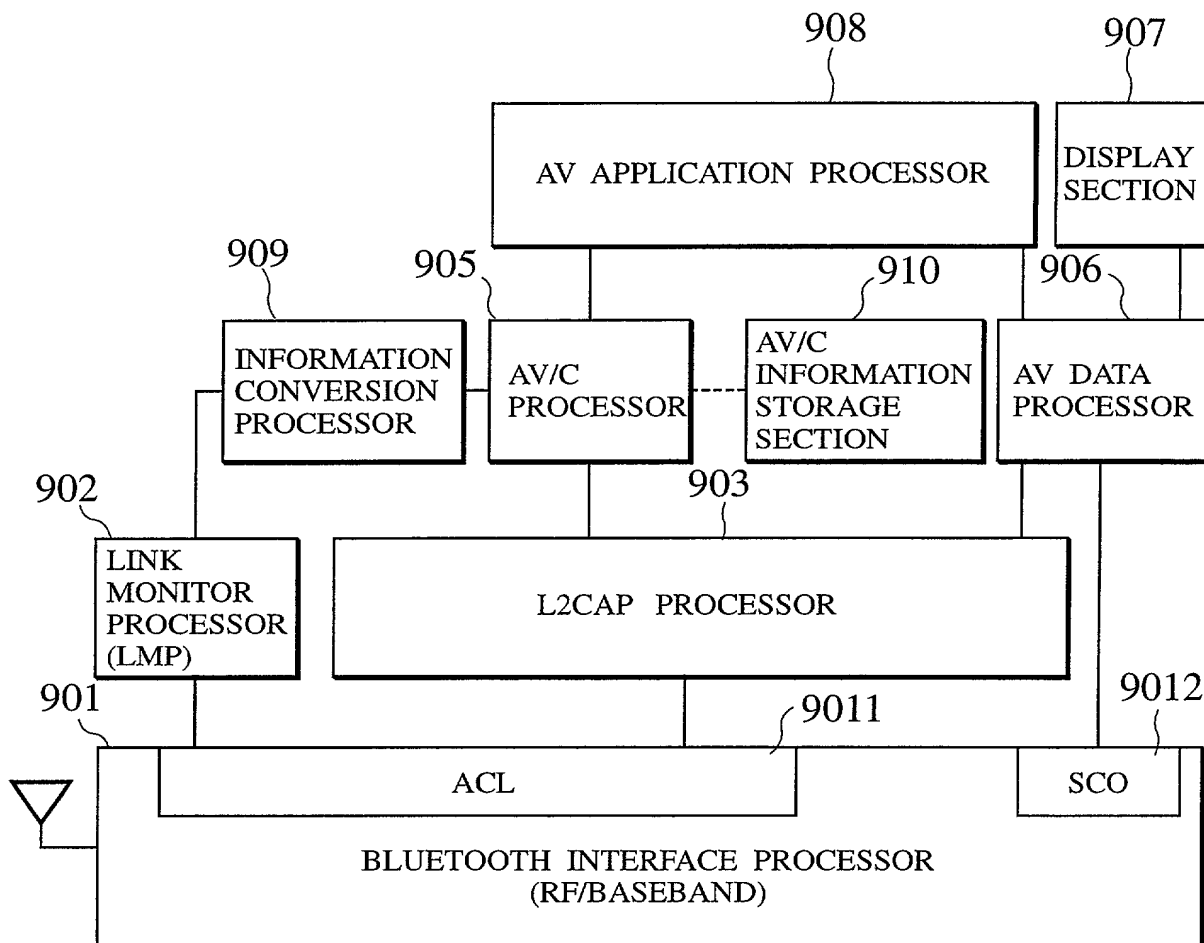 908
907
AV APPLICATION PROCESSOR
DISPLAY
SECTION
909
905
910
906
INFORMATION
CONVERSION
PROCESSOR
AV/C
PROCESSOR
AV/C
INFORMATION
STORAGE
SECTION
AV DATA
PROCESSOR
902
903
LINK
MONITOR
PROCESSOR
(LMP)
L2CAP PROCESSOR
901
9011
9012
ACL
SCO
BLUETOOTH INTERFACE PROCESSOR
(RF/BASEBAND)